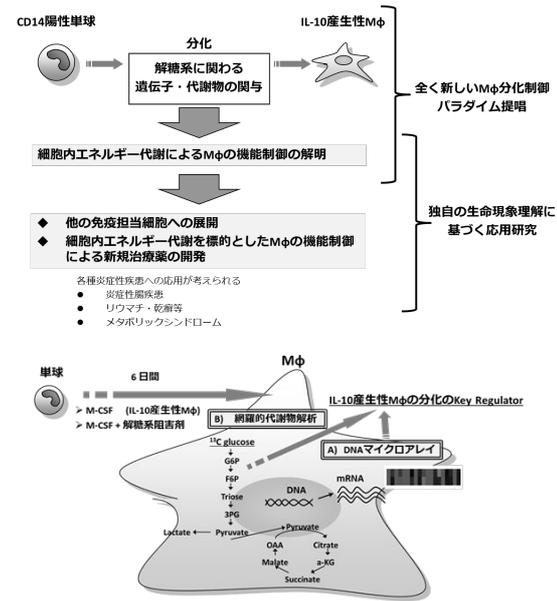 CD14陽性単球
分化
IL-10産生性Mφ
解糖系に関わる
遺伝子・代謝物の関与
全く新しいMφ分化制御
パラダイム提唱
細胞内エネルギー代謝によるMφの機能制御の解明
◆ 他の免疫担当細胞への展開
◆ 細胞内エネルギー代謝を標的としたMφの機能制御
による新規治療薬の開発
独自の生命現象理解に
基づく応用研究
各種炎症性疾患への応用が考えられる
● 炎症性腸疾患
● リウマチ・乾癬等
● メタボリックシンドローム
Mφ
単球
6日間
➢ M-CSF (IL-10産生性Mφ)
➢ M-CSF + 解糖系阻害剤
IL-10産生性Mφの分化のKey Regulator
B) 網羅的代謝物解析
A) DNAマイクロアレイ
¹³C glucose
G6P
F6P
Triose
3PG
Pyruvate
Lactate
DNA
mRNA
Pyruvate
OAA
Citrate
Malate
a-KG
Succinate